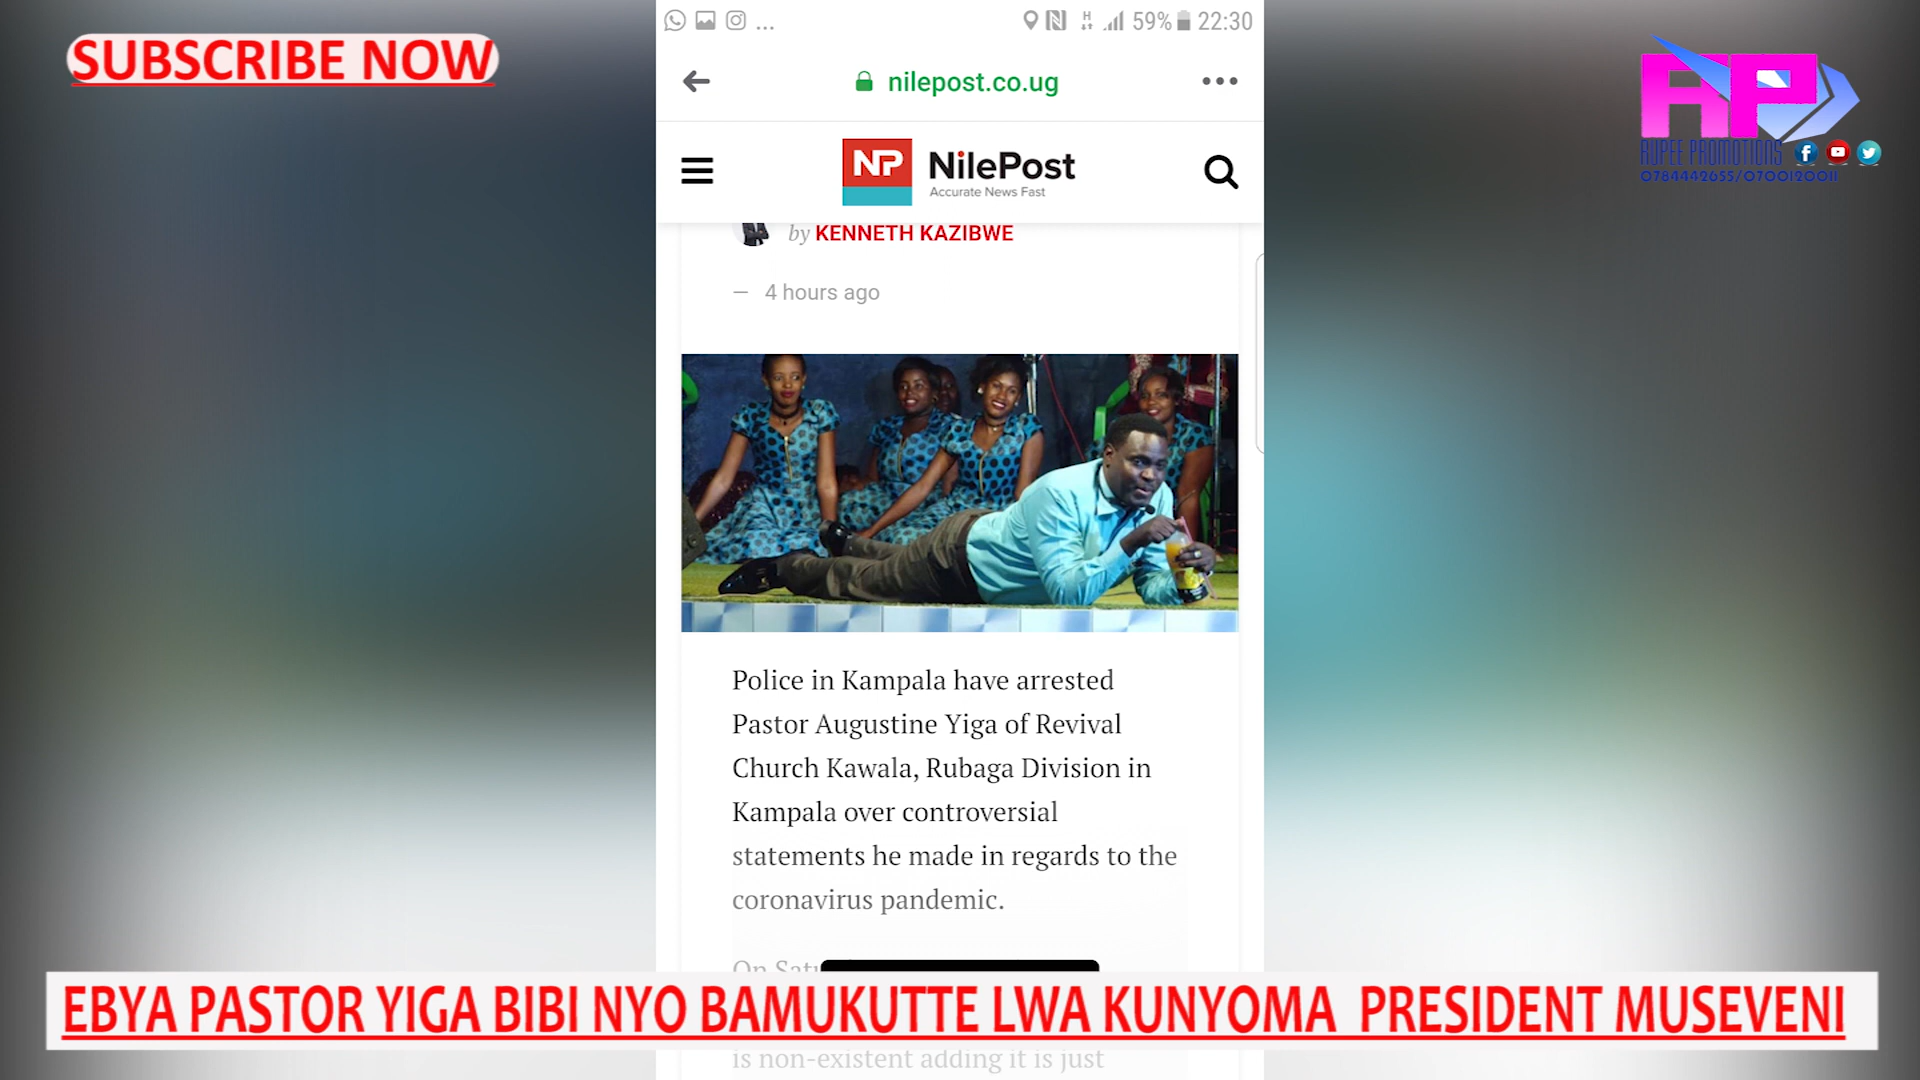 SUBSCRIBE NOW
... 59% 22:30
nilepost.co.ug
NP NilePost
Accurate News Fast
by KENNETH KAZIBWE
— 4 hours ago
AP
RUPEE PROMOTIONS
0784442655/0700120011
Police in Kampala have arrested
Pastor Augustine Yiga of Revival
Church Kawala, Rubaga Division in
Kampala over controversial
statements he made in regards to the
coronavirus pandemic.
On
EBYA PASTOR YIGA BIBI NYO BAMUKUTTE LWA KUNYOMA PRESIDENT MUSEVENI
is non-existent adding it is just